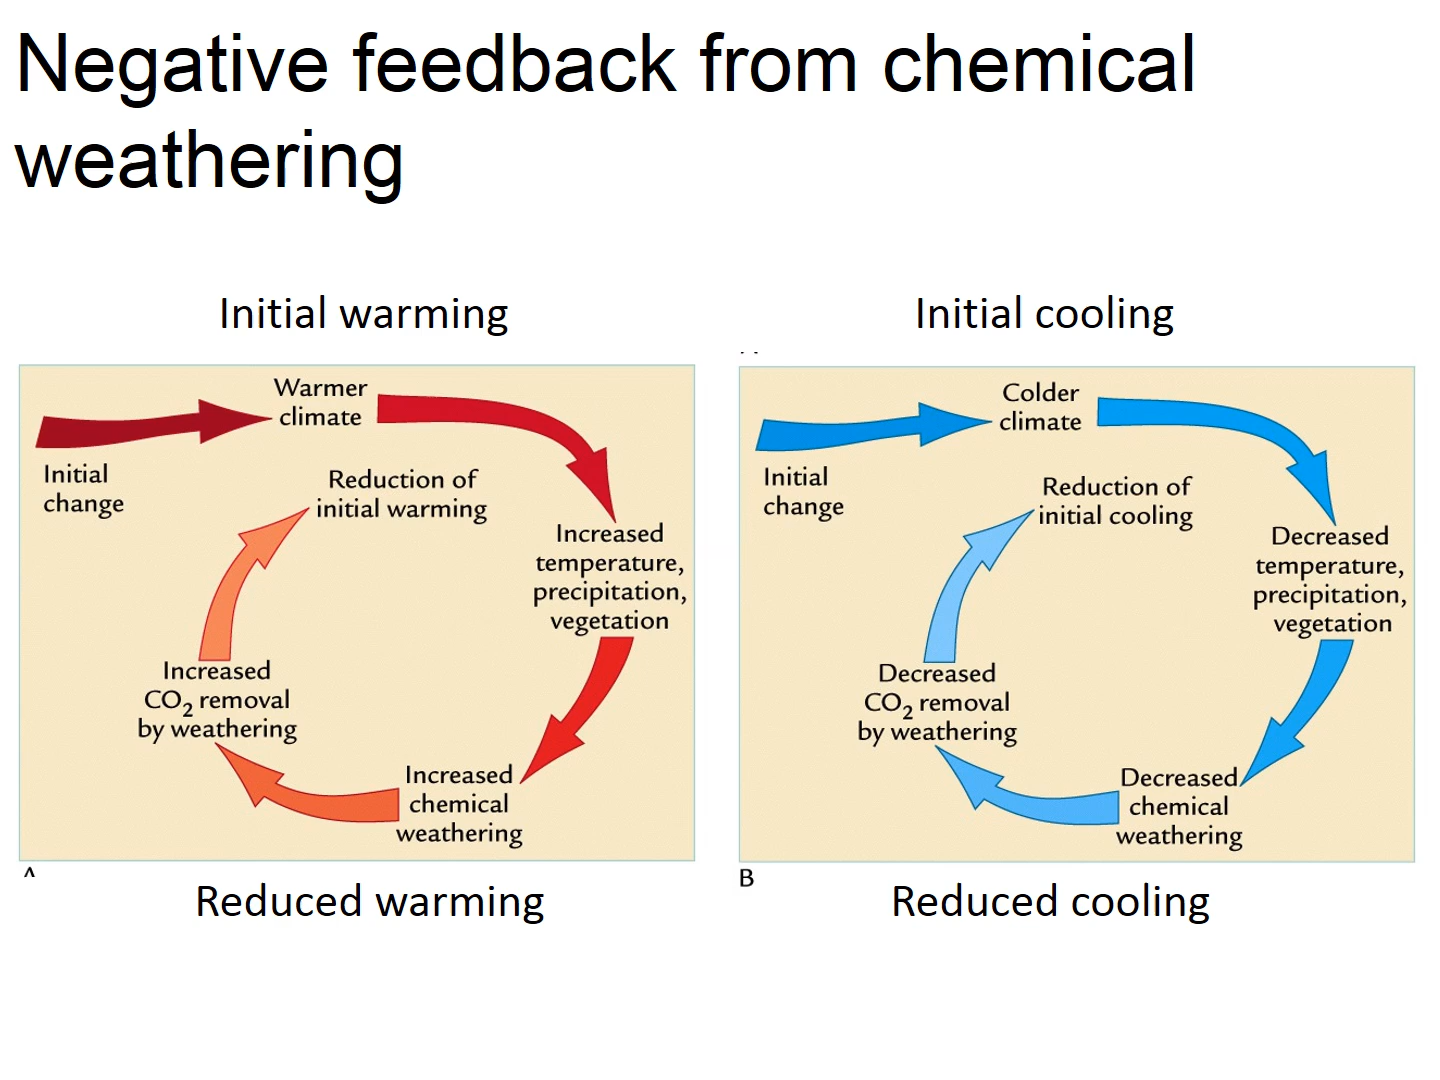 Negative feedback from chemical
weathering
Initial warming
Warmer
climate
Initial
change
Reduction of
initial warming
Increased
temperature,
precipitation,
vegetation
Increased
CO2 removal
by weathering
Increased
chemical
weathering
A
Reduced warming
Initial cooling
Colder
climate
Initial
change
Reduction of
initial cooling
Decreased
temperature,
precipitation,
vegetation
Decreased
CO2 removal
by weathering
Decreased
chemical
weathering
B
Reduced cooling